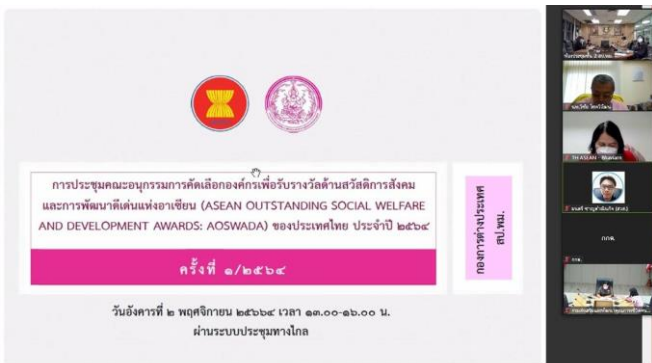 การประชุมคณะอนุกรรมการคัดเลือกองค์กรเพื่อรับรางวัลด้านสวัสดิการสังคม
และการพัฒนาดีเด่นแห่งอาเซียน (ASEAN OUTSTANDING SOCIAL WELFARE
AND DEVELOPMENT AWARDS: AOSWADA) ของประเทศไทย ประจำปี ๒๕๖๔
ครั้งที่ ๑/๒๕๖๔
วันอังคารที่ ๒ พฤศจิกายน ๒๕๖๖๔ เวลา ๑๓.๐๐-๑๖.๐๐ น.
ผ่านระบบประชุมทางไกล
กองการต่างประเทศ
สป.พม.
TH ASEAN - Women
กกล.
กกล.